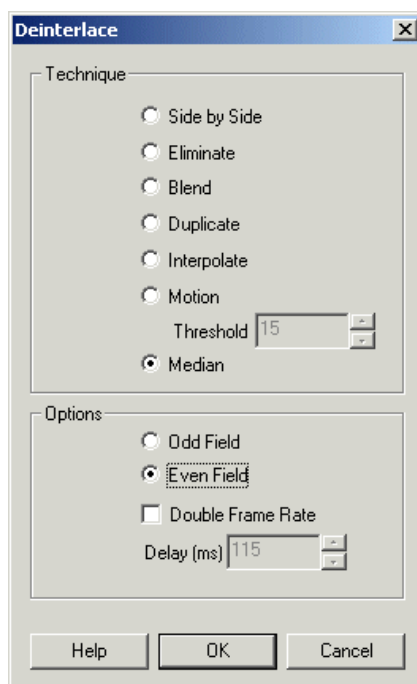 Deinterlace
Technique
Side by Side
Eliminate
Blend
Duplicate
Interpolate
Motion
Threshold 15
Median
Options
Odd Field
Even Field
Double Frame Rate
Delay (ms) 115
Help OK Cancel